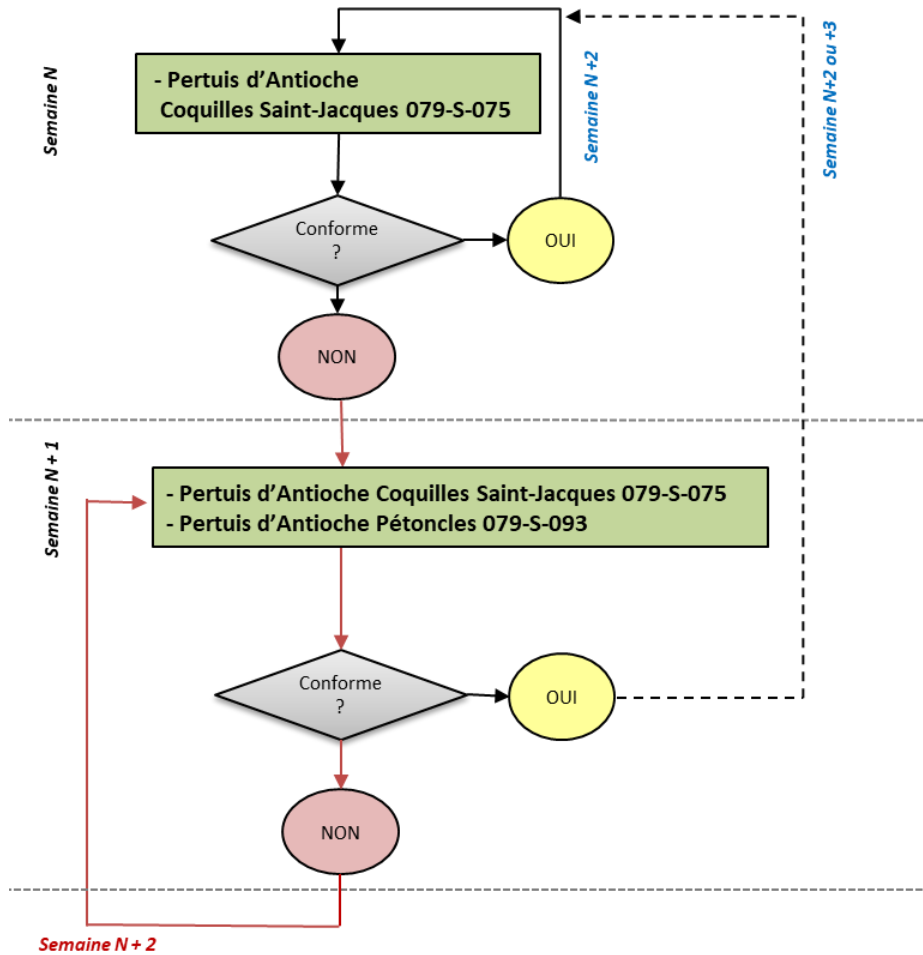 Semaine N
- Pertuis d’Antioche
Coquilles Saint-Jacques 079-S-075
Semaine N +2
Semaine N+2 ou +3
Conforme
?
OUI
NON
Semaine N + 1
- Pertuis d’Antioche Coquilles Saint-Jacques 079-S-075
- Pertuis d’Antioche Pétoncles 079-S-093
Conforme
?
OUI
NON
Semaine N + 2